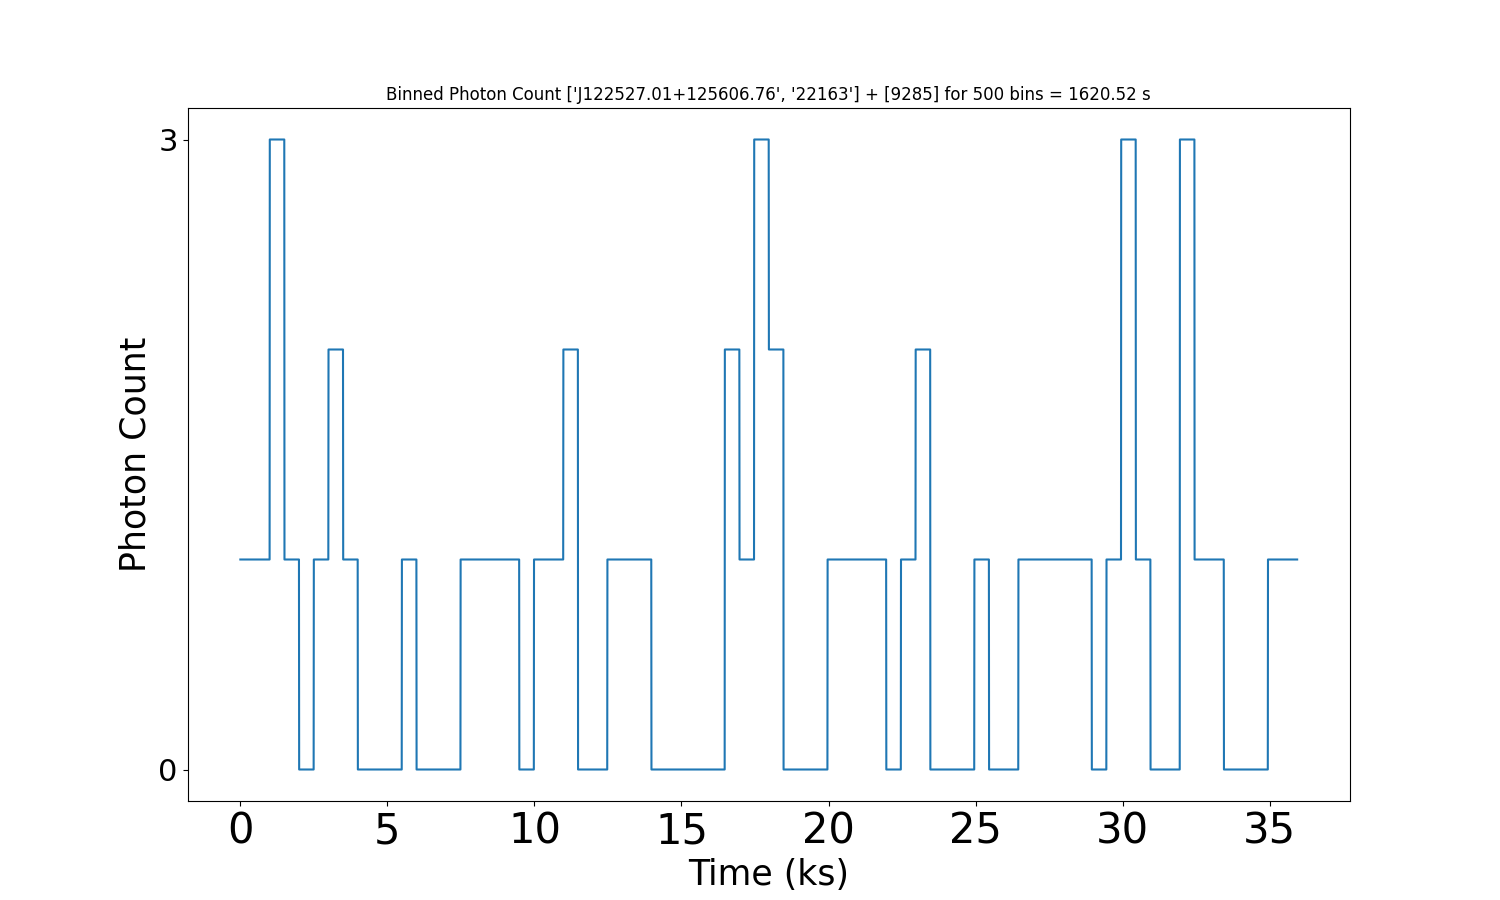 Binned Photon Count ['J122527.01+125606.76', '22163'] + [9285] for 500 bins = 1620.52 s
3
Photon Count
0
0 5 10 15 20 25 30 35
Time (ks)